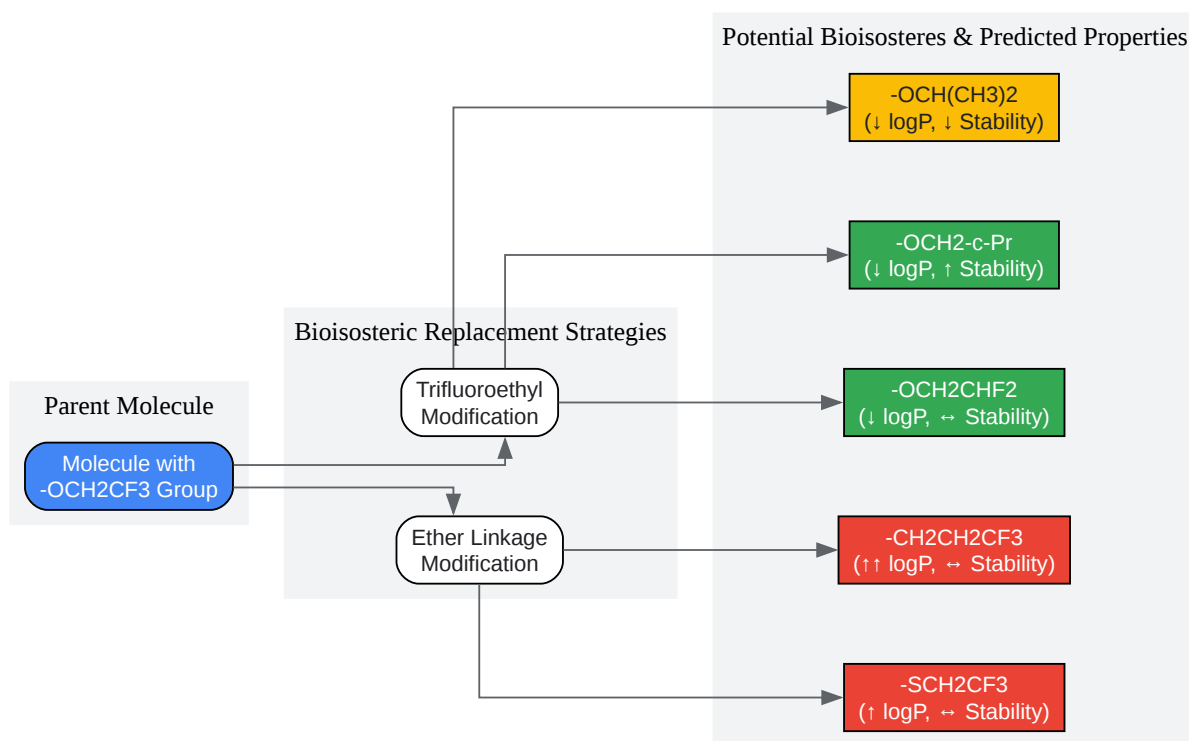 Parent Molecule
Molecule with
-OCH2CF3 Group
Bioisosteric Replacement Strategies
Trifluoroethyl
Modification
Ether Linkage
Modification
Potential Bioisosteres & Predicted Properties
-OCH(CH3)2
(↓ logP, ↓ Stability)
-OCH2-c-Pr
(↓ logP, ↑ Stability)
-OCH2CHF2
(↓ logP, ↔ Stability)
-CH2CH2CF3
(↑↑ logP, ↔ Stability)
-SCH2CF3
(↑ logP, ↔ Stability)